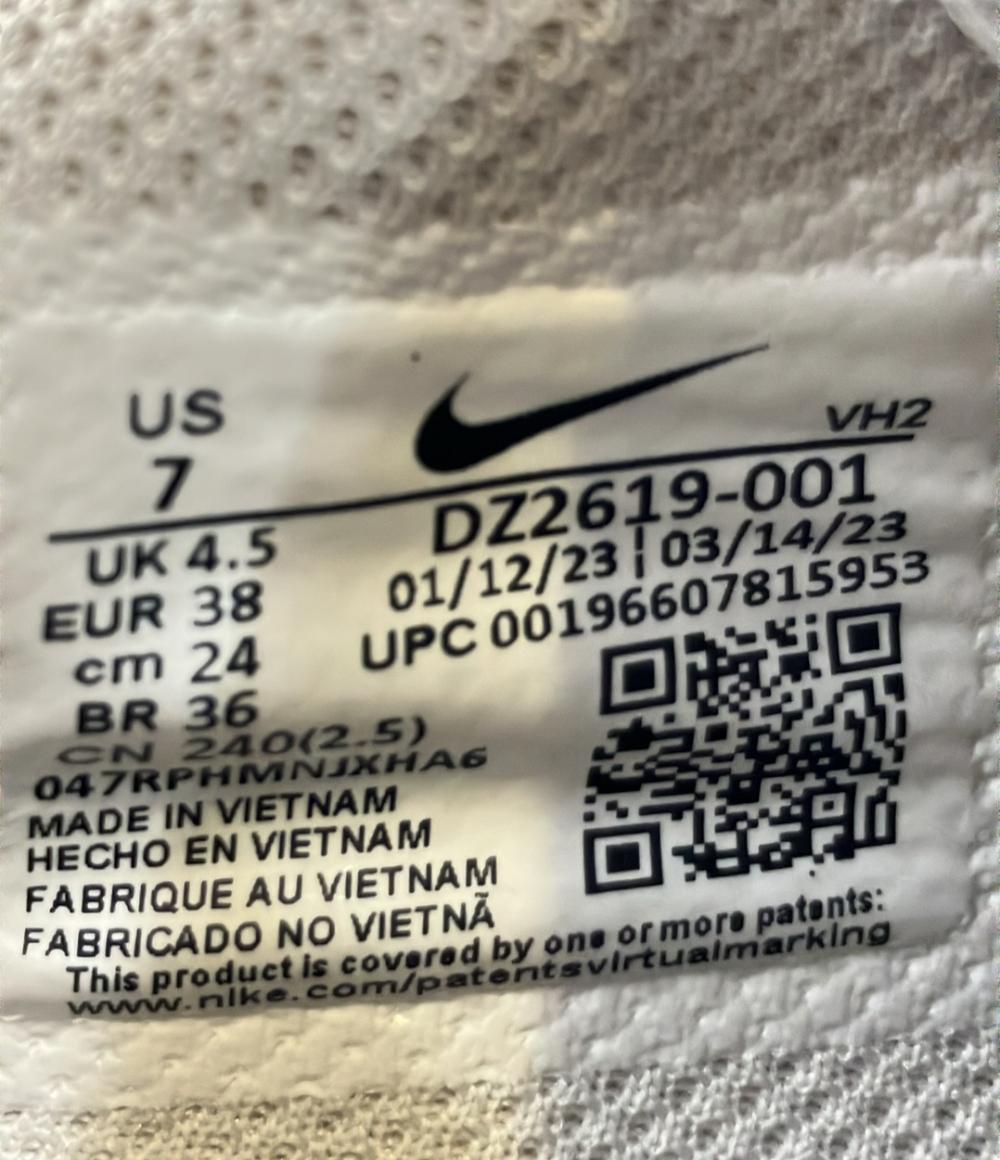 US
7
VH2
UK 4.5
EUR 38
cm 24
BR 36
CN 240(2.5)
DZ2619-001
01/12/23 | 03/14/23
UPC 00196607815953
047RPHMNJXHA6
MADE IN VIETNAM
HECHO EN VIETNAM
FABRIQUE AU VIETNAM
FABRICADO NO VIETNÃ
This product is covered by one or more patents:
www.nike.com/patentsvirtualmarking